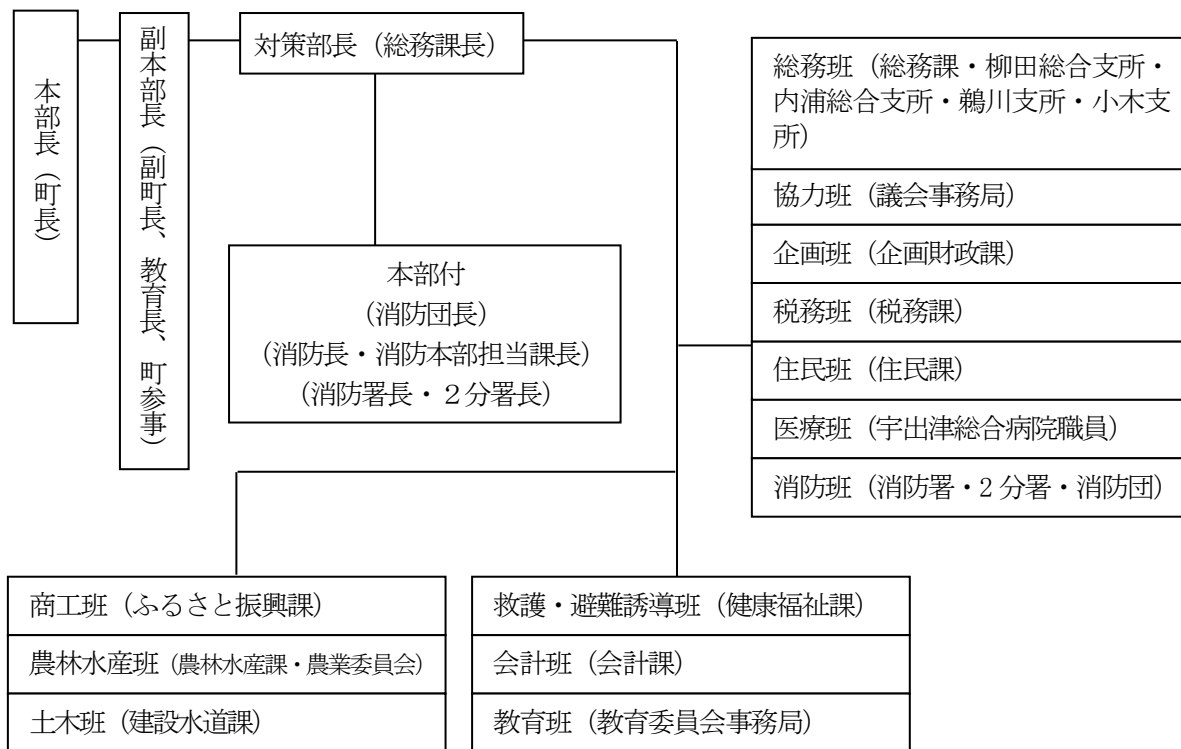 本部長（町長）
副本部長（副町長、教育長、町参事）
対策部長（総務課長）
本部付
（消防団長）
（消防長・消防本部担当課長）
（消防署長・２分署長）
総務班（総務課・柳田総合支所・
内浦総合支所・鵜川支所・小木支
所）
協力班（議会事務局）
企画班（企画財政課）
税務班（税務課）
住民班（住民課）
医療班（宇出津総合病院職員）
消防班（消防署・2 分署・消防団）
商工班（ふるさと振興課）
農林水産班（農林水産課・農業委員会）
土木班（建設水道課）
救護・避難誘導班（健康福祉課）
会計班（会計課）
教育班（教育委員会事務局）